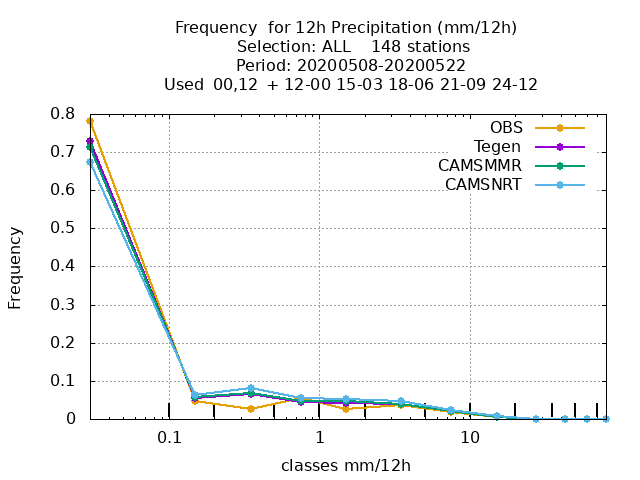 Frequency  for 12h Precipitation (mm/12h)
Selection: ALL    148 stations
Period: 20200508-20200522
Used  00,12  + 12-00 15-03 18-06 21-09 24-12
OBS
Tegen
CAMSMMR
CAMSNRT
Frequency
0.8
0.7
0.6
0.5
0.4
0.3
0.2
0.1
0
0.1 1 10
classes mm/12h